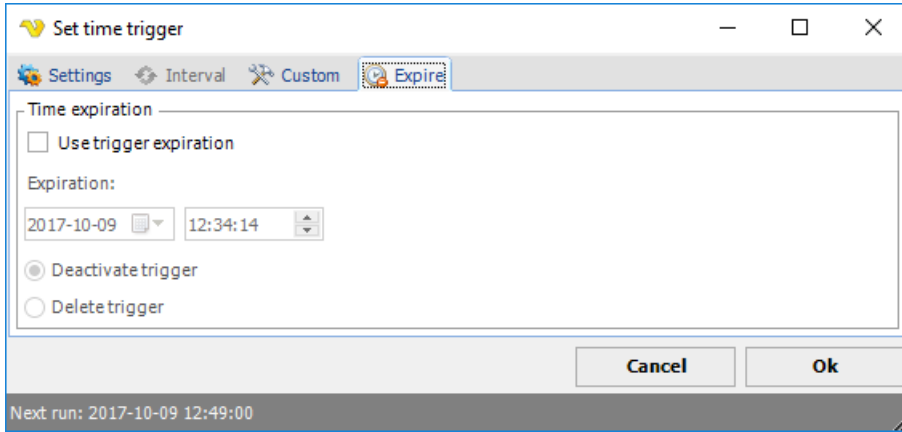 Set time trigger
Settings Interval Custom Expire
Time expiration
Use trigger expiration
Expiration:
2017-10-09 12:34:14
Deactivate trigger
Delete trigger
Cancel Ok
Next run: 2017-10-09 12:49:00